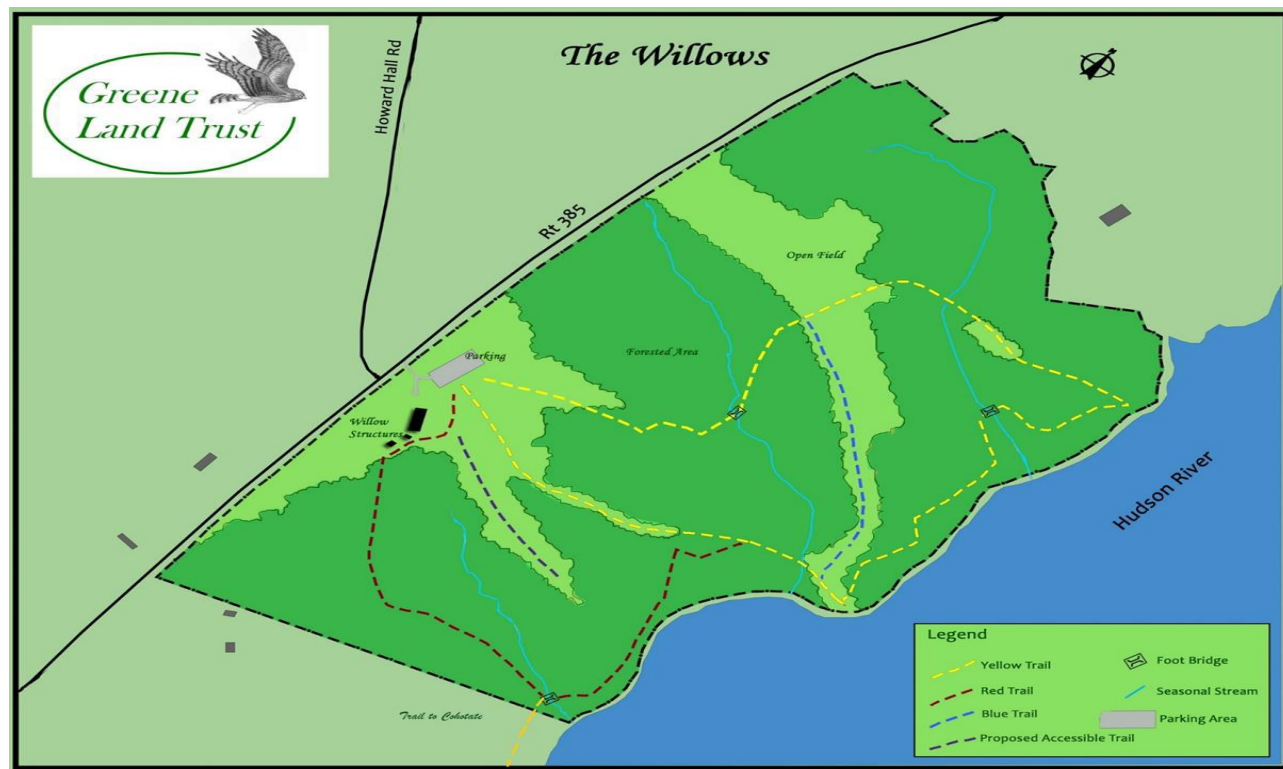 Greene
Land Trust
Howard Hall Rd
The Willows
Rt 385
Open Field
Parking
Forested Area
Willow
Structures
Hudson River
Trail to Cohotate
Legend
Yellow Trail
Foot Bridge
Red Trail
Seasonal Stream
Blue Trail
Parking Area
Proposed Accessible Trail